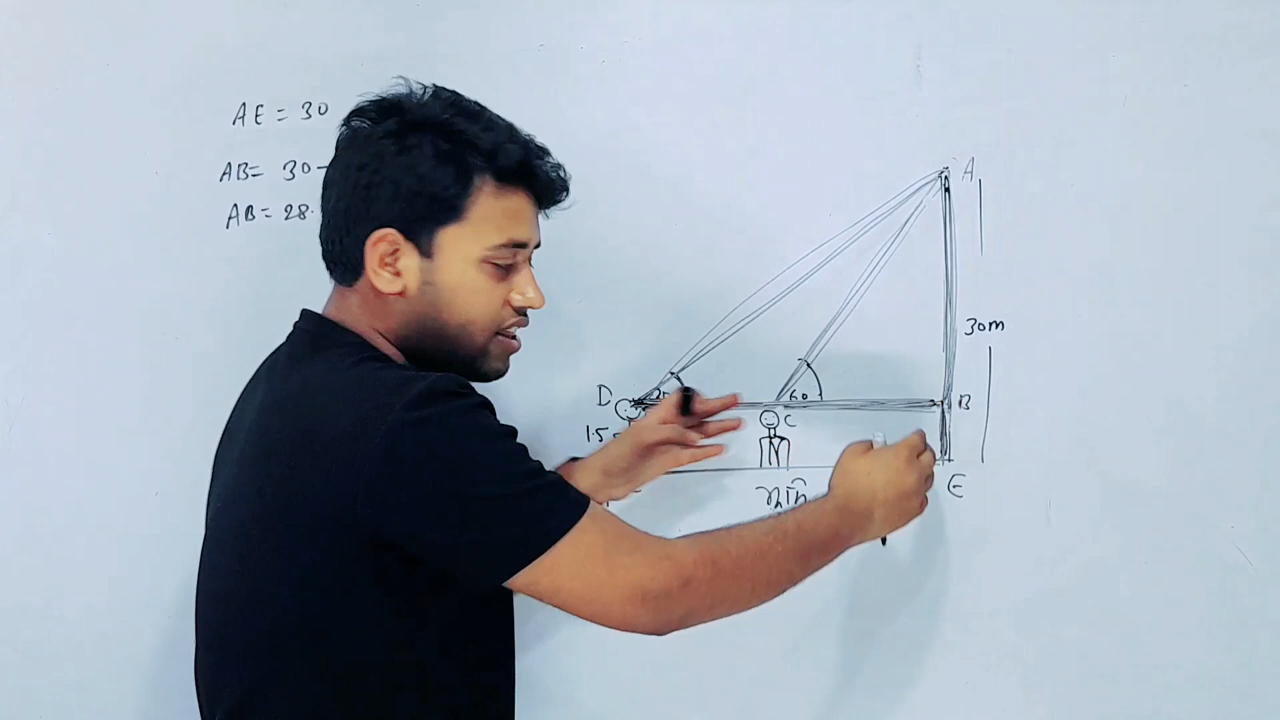 AE = 30
AB = 30 -
AB = 28.
A
30m
D
B
60
C
1.5
E